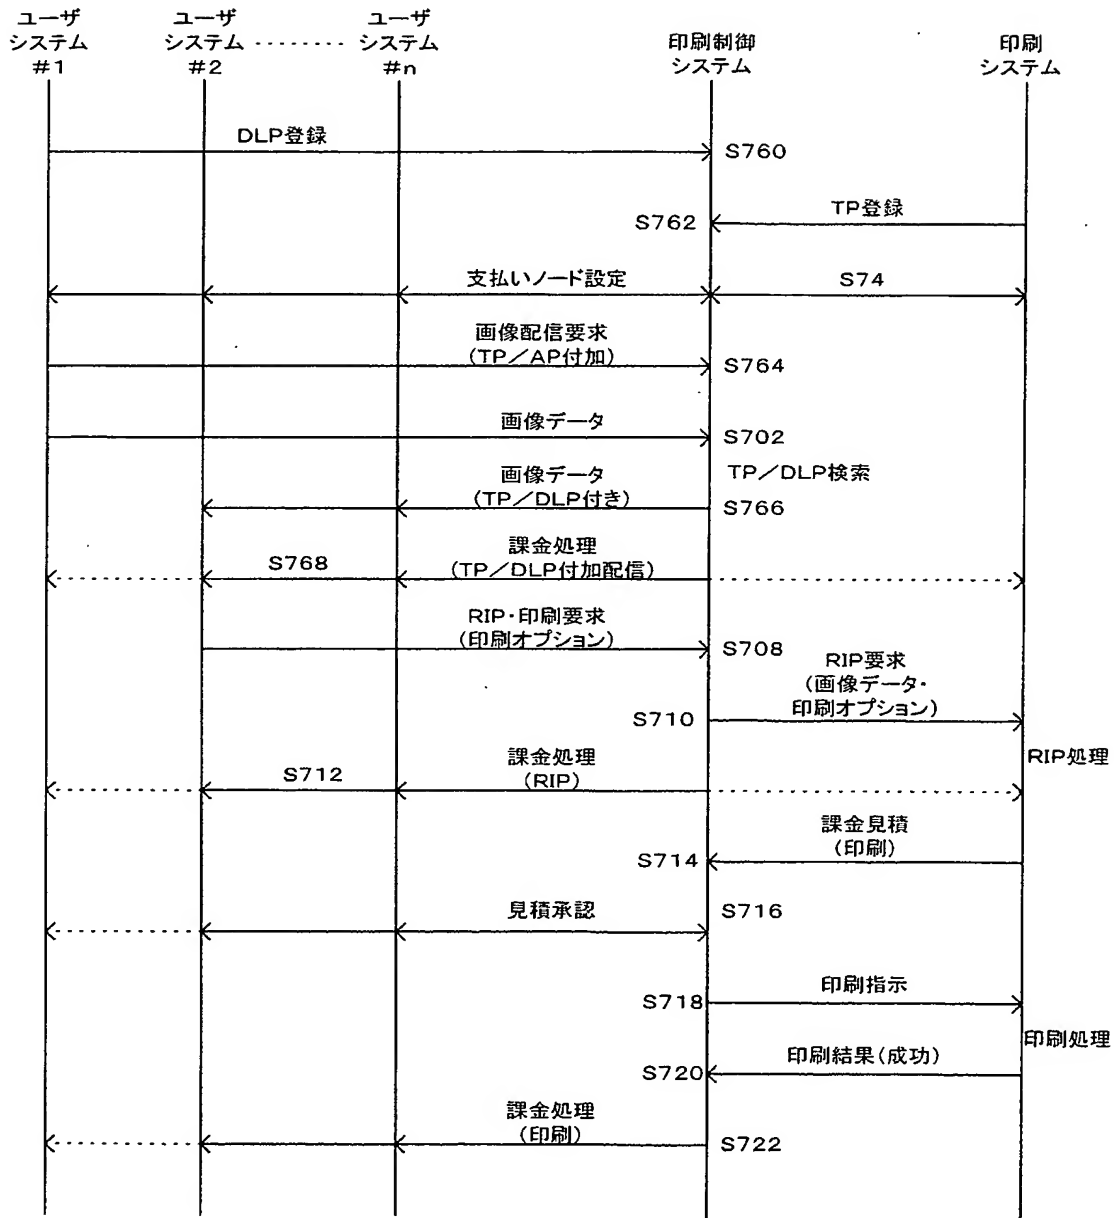 ユーザ
システム
#1
ユーザ
システム
#2
ユーザ
システム
#n
印刷制御
システム
印刷
システム
DLP登録
S760
S762
TP登録
支払いノード設定
S74
画像配信要求
(TP/AP付加)
S764
画像データ
S702
TP/DLP検索
画像データ
(TP/DLP付き)
S766
S768
課金処理
(TP/DLP付加配信)
RIP・印刷要求
(印刷オプション)
S708
RIP要求
(画像データ・
印刷オプション)
S710
RIP処理
S712
課金処理
(RIP)
課金見積
(印刷)
S714
見積承認
S716
S718
印刷指示
印刷処理
S720
印刷結果(成功)
課金処理
(印刷)
S722